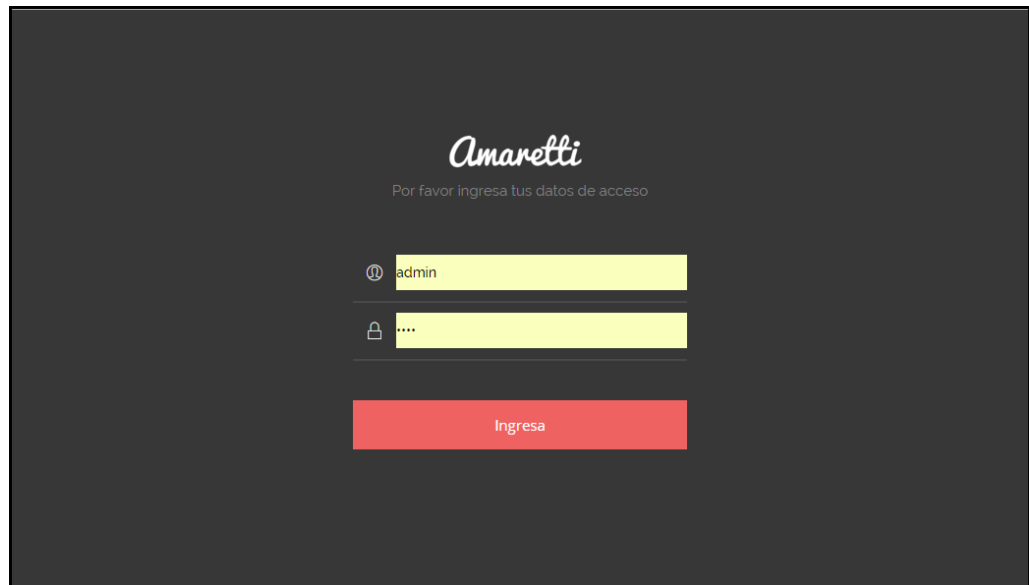 Amaretti
Por favor ingresa tus datos de acceso
admin
••••
Ingresa